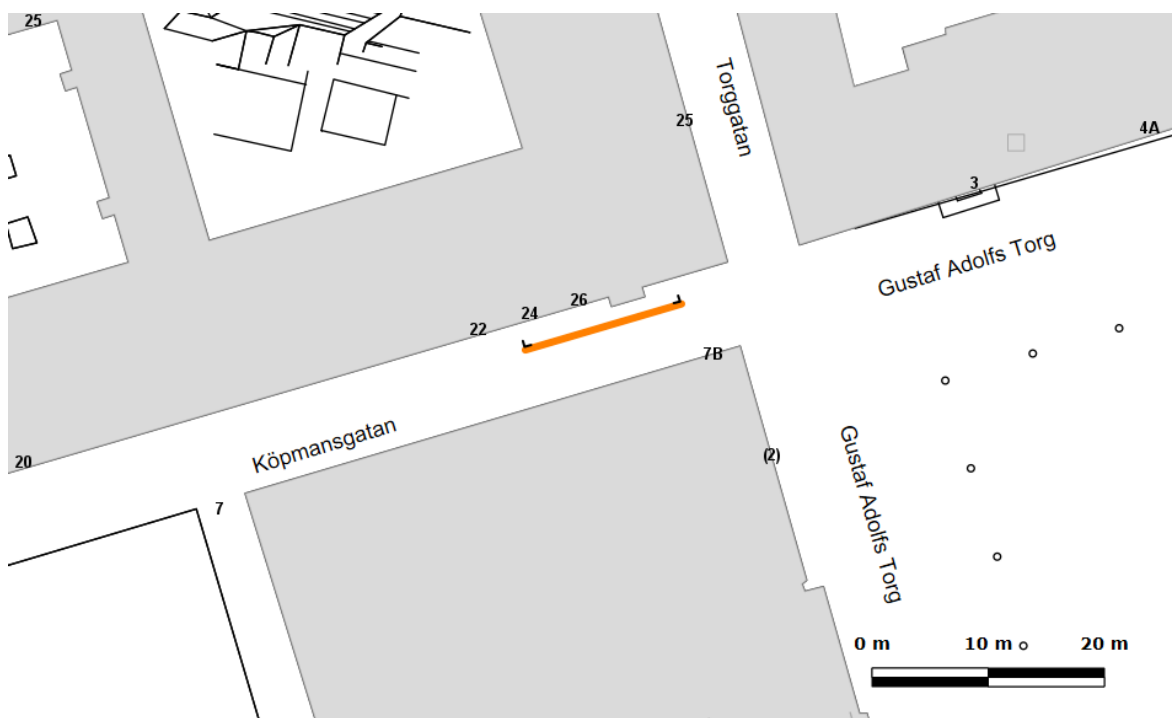 25
Torggatan
25
4A
3
Gustaf Adolfs Torg
26
24
22
7B
Köpmansgatan
(2)
20
7
Gustaf Adolfs Torg
0 m 10 m 20 m